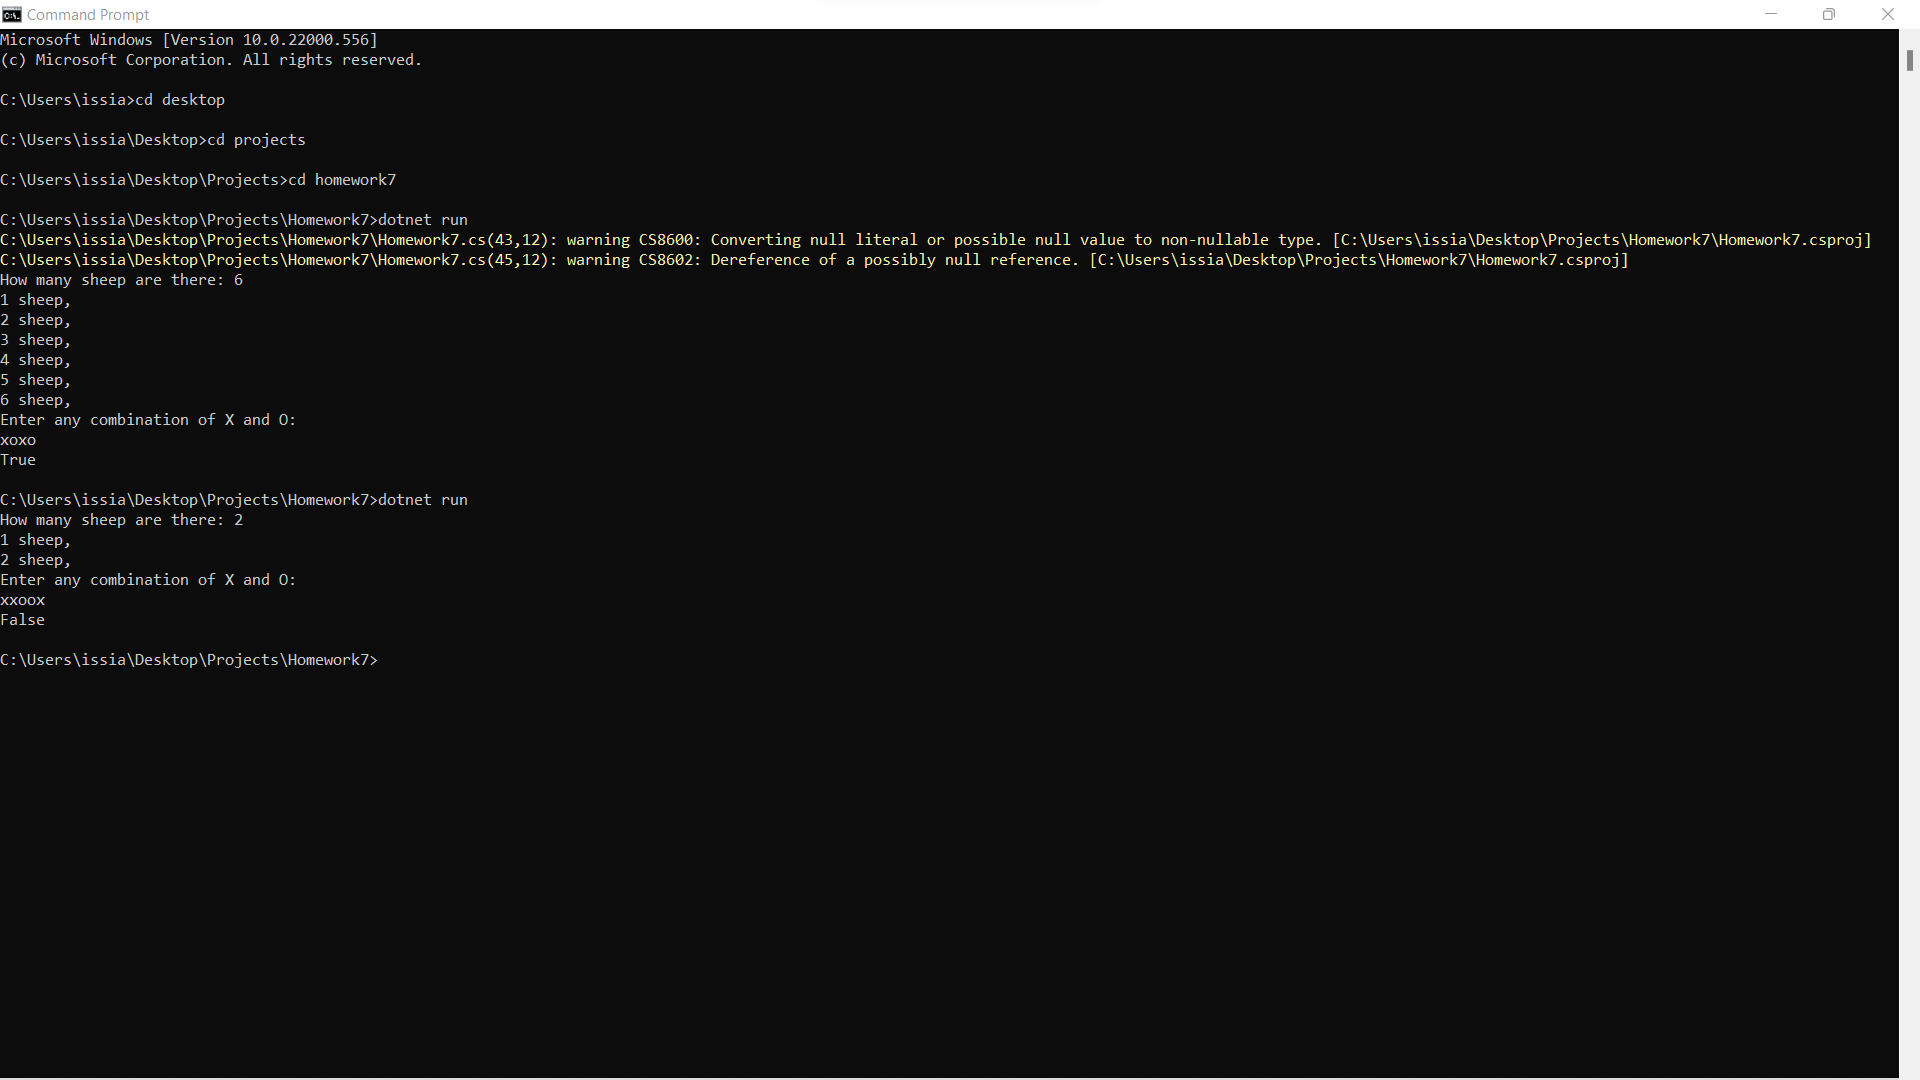 Command Prompt
Microsoft Windows [Version 10.0.22000.556]
(c) Microsoft Corporation. All rights reserved.
C:\Users\issia>cd desktop
C:\Users\issia\Desktop>cd projects
C:\Users\issia\Desktop\Projects>cd homework7
C:\Users\issia\Desktop\Projects\Homework7>dotnet run
C:\Users\issia\Desktop\Projects\Homework7\Homework7.cs(43,12): warning CS8600: Converting null literal or possible null value to non-nullable type. [C:\Users\issia\Desktop\Projects\Homework7\Homework7.csproj]
C:\Users\issia\Desktop\Projects\Homework7\Homework7.cs(45,12): warning CS8602: Dereference of a possibly null reference. [C:\Users\issia\Desktop\Projects\Homework7\Homework7.csproj]
How many sheep are there: 6
1 sheep,
2 sheep,
3 sheep,
4 sheep,
5 sheep,
6 sheep,
Enter any combination of X and O:
xoxo
True
C:\Users\issia\Desktop\Projects\Homework7>dotnet run
How many sheep are there: 2
1 sheep,
2 sheep,
Enter any combination of X and O:
xxoox
False
C:\Users\issia\Desktop\Projects\Homework7>